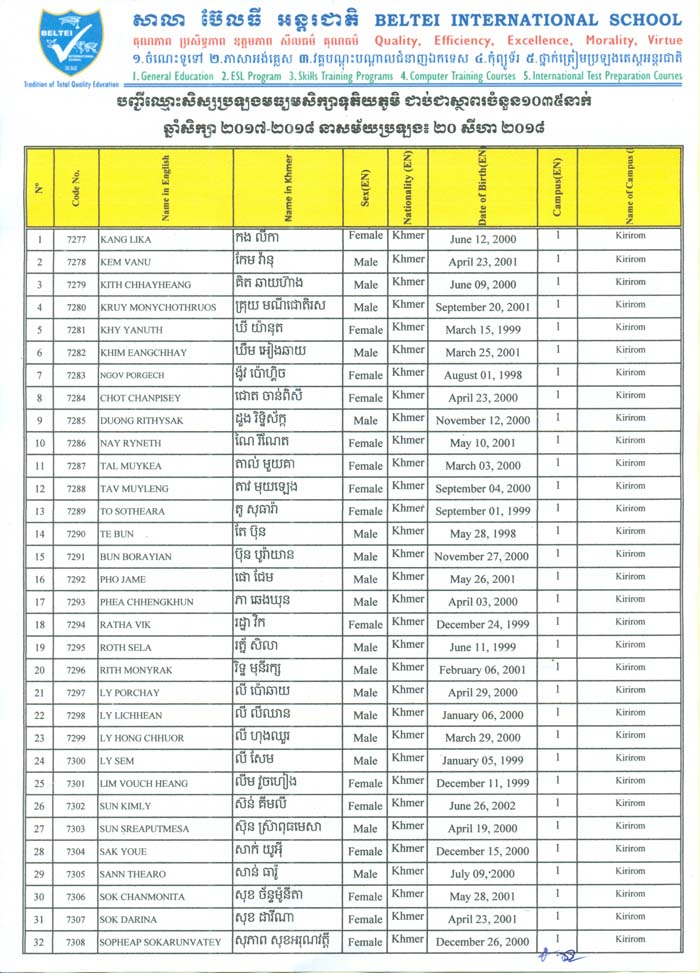 BELTEI
Tradition of Total Quality Education
សាលា ប៊ែលធី អន្តរជាតិ BELTEI INTERNATIONAL SCHOOL
គុណភាព ប្រសិទ្ធភាព ឧត្តមភាព សីលធម៌ គុណធម៌ Quality, Efficiency, Excellence, Morality, Virtue
១.ចំណេះទូទៅ ២.ភាសាអង់គ្លេស ៣.វគ្គបណ្តុះបណ្តាលជំនាញឯកទេស ៤.កុំព្យូទ័រ ៥.ថ្នាក់ត្រៀមប្រឡងតេស្តអន្តរជាតិ
1. General Education 2. ESL Program 3. Skills Training Programs 4. Computer Training Courses 5. International Test Preparation Courses
បញ្ជីឈ្មោះសិស្សប្រឡងមធ្យមសិក្សាទុតិយភូមិ ជាប់ជាស្ថាពរចំនួន១០៣៥នាក់
ឆ្នាំសិក្សា ២០១៧-២០១៨ នាសម័យប្រឡង៖ ២០ សីហា ២០១៨
Nº Code No. Name in English Name in Khmer Sex(EN) Nationality (EN) Date of Birth(EN) Campus(EN) Name of Campus (
1 7277 KANG LIKA កង លីកា Female Khmer June 12, 2000 1 Kirirom
2 7278 KEM VANU កែម វ៉ានុ Male Khmer April 23, 2001 1 Kirirom
3 7279 KITH CHHAYHEANG គិត ឆាយហ៊ាង Male Khmer June 09, 2000 1 Kirirom
4 7280 KRUY MONYCHOTHRUOS គ្រុយ មណីជោតិរស Male Khmer September 20, 2001 1 Kirirom
5 7281 KHY YANUTH ឃី យ៉ានុត Female Khmer March 15, 1999 1 Kirirom
6 7282 KHIM EANGCHHAY ឃឹម អៀងឆាយ Male Khmer March 25, 2001 1 Kirirom
7 7283 NGOV PORGECH ង៉ូវ ប៉ោហ្គិច Female Khmer August 01, 1998 1 Kirirom
8 7284 CHOT CHANPISEY ជោត ចាន់ពិសី Female Khmer April 23, 2000 1 Kirirom
9 7285 DUONG RITHYSAK ដួង រិទ្ធិស័ក្ត Male Khmer November 12, 2000 1 Kirirom
10 7286 NAY RYNETH ណៃ រីណែត Female Khmer May 10, 2001 1 Kirirom
11 7287 TAL MUYKEA តាល់ មួយគា Female Khmer March 03, 2000 1 Kirirom
12 7288 TAV MUYLENG តាវ មុយឡេង Female Khmer September 04, 2000 1 Kirirom
13 7289 TO SOTHEARA តូ សុធារ៉ា Female Khmer September 01, 1999 1 Kirirom
14 7290 TE BUN តែ ប៊ុន Male Khmer May 28, 1998 1 Kirirom
15 7291 BUN BORAYIAN ប៊ុន បូរ៉ាយាន Male Khmer November 27, 2000 1 Kirirom
16 7292 PHO JAME ផោ ជែម Male Khmer May 26, 2001 1 Kirirom
17 7293 PHEA CHHENGKHUN ភា ឆេងឃុន Male Khmer April 03, 2000 1 Kirirom
18 7294 RATHA VIK រដ្ឋា វីក Female Khmer December 24, 1999 1 Kirirom
19 7295 ROTH SELA រត្ន័ សិលា Male Khmer June 11, 1999 1 Kirirom
20 7296 RITH MONYRAK រិទ្ធ មុនីរក្ស Male Khmer February 06, 2001 1 Kirirom
21 7297 LY PORCHAY លី ប៉ោឆាយ Male Khmer April 29, 2000 1 Kirirom
22 7298 LY LICHHEAN លី លីឈាន Male Khmer January 06, 2000 1 Kirirom
23 7299 LY HONG CHHUOR លី ហុងឈួរ Male Khmer March 29, 2000 1 Kirirom
24 7300 LY SEM លី សែម Male Khmer January 05, 1999 1 Kirirom
25 7301 LIM VOUCH HEANG លីម វួចហៀង Female Khmer December 11, 1999 1 Kirirom
26 7302 SUN KIMLY ស៊ន់ គីមលី Female Khmer June 26, 2002 1 Kirirom
27 7303 SUN SREAPUTMESA ស៊ុន ស្រ៊ាពុធមេសា Male Khmer April 19, 2000 1 Kirirom
28 7304 SAK YOUE សាក់ យូអ៊ី Female Khmer December 15, 2000 1 Kirirom
29 7305 SANN THEARO សាន់ ធារ៉ូ Male Khmer July 09, 2000 1 Kirirom
30 7306 SOK CHANMONITA សុខ ច័ន្ទម៉ូនីតា Female Khmer May 28, 2001 1 Kirirom
31 7307 SOK DARINA សុខ ដារីណា Female Khmer April 23, 2001 1 Kirirom
32 7308 SOPHEAP SOKARUNVATEY សុភាព សុខអរុណវត្តី Female Khmer December 26, 2000 1 Kirirom